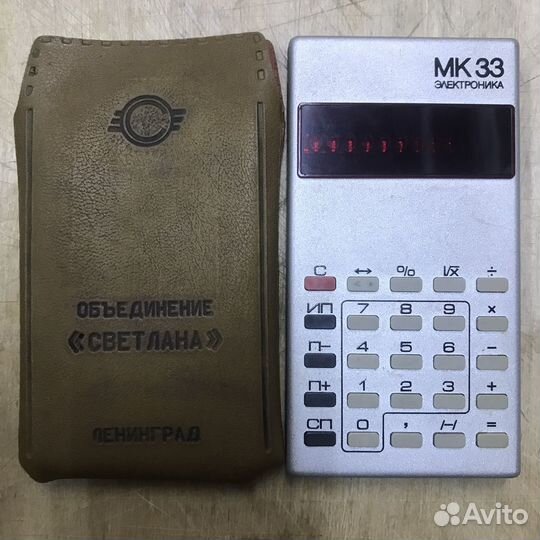 ОБЪЕДИНЕНИЕ
«СВЕТЛАНА»
ЛЕНИНГРАД
МК 33
ЭЛЕКТРОНИКА
C ↔ % √x ÷
ИП 7 8 9 ×
П− 4 5 6 −
П+ 1 2 3 +
СП 0 , /−/ =
Avito